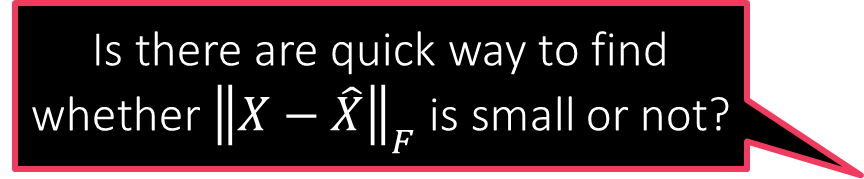 Is there are quick way to find
whether ‖X − X̂‖_F is small or not?